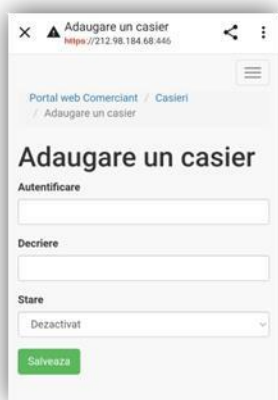 Adaugare un casier
https://212.98.184.68:446
Portal web Comerciant / Casieri
/ Adaugare un casier
Adaugare un casier
Autentificare
Decriere
Stare
Dezactivat
Salveaza